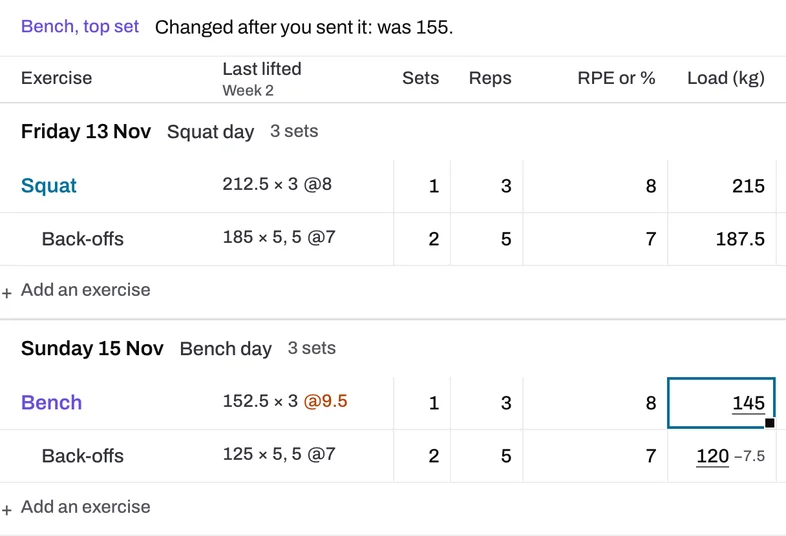 Bench, top set Changed after you sent it: was 155.
Exercise Last lifted Sets Reps RPE or % Load (kg)
Week 2
Friday 13 Nov Squat day 3 sets
Squat 212.5 × 3 @8 1 3 8 215
Back-offs 185 × 5, 5 @7 2 5 7 187.5
+ Add an exercise
Sunday 15 Nov Bench day 3 sets
Bench 152.5 × 3 @9.5 1 3 8 145
Back-offs 125 × 5, 5 @7 2 5 7 120 −7.5
+ Add an exercise